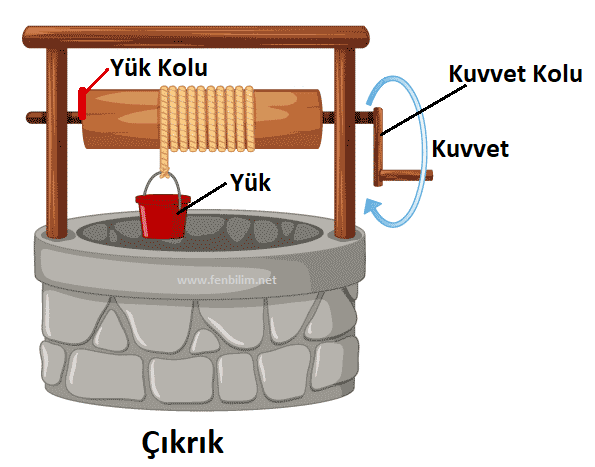 Yük Kolu
Kuvvet Kolu
Kuvvet
Yük
www.fenbilim.net
Çıkrık